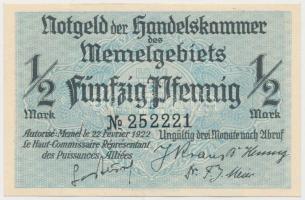 Notgeld der Handelskammer
des
Memelgebiets
1/2 Fünfzig Pfennig 1/2
Mark № 252221 Mark
Autorisé-Memel le 22 Février 1922
Le Haut-Commissaire Représentant
des Puissances Alliées
Ungültig drei Monate nach Abruf